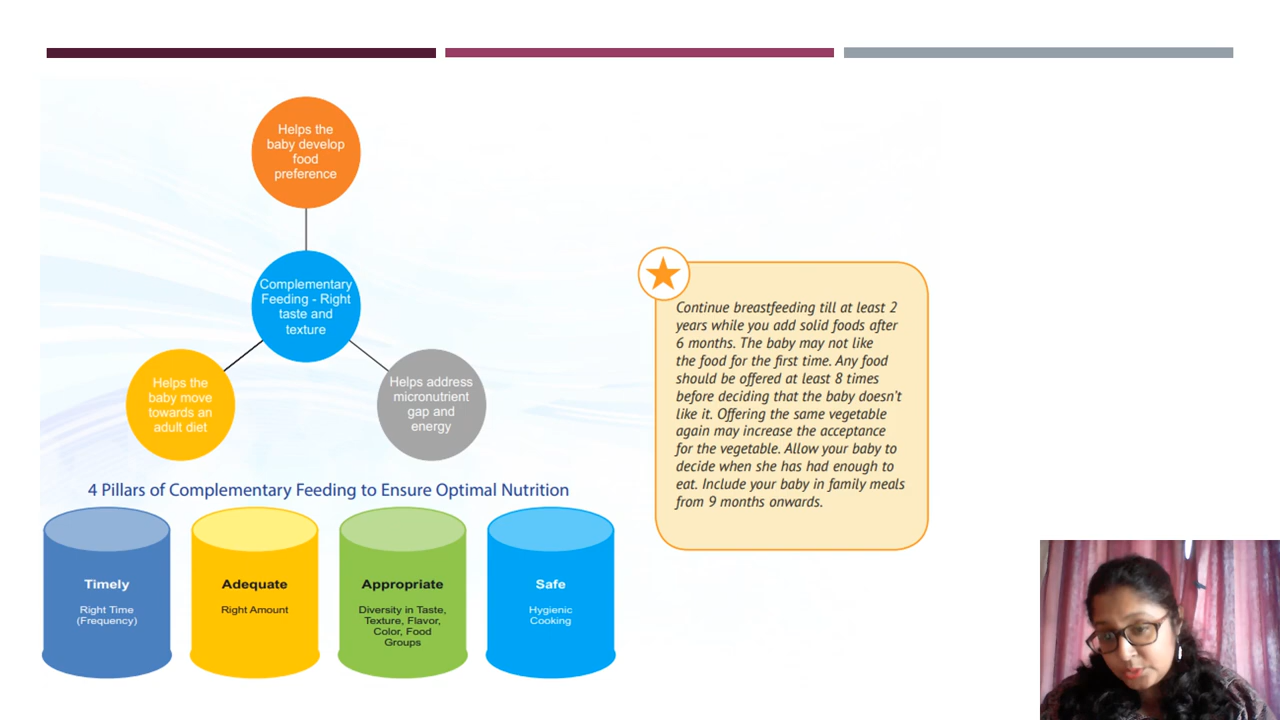 Helps the
baby develop
food
preference
Complementary
Feeding - Right
taste and
texture
Helps the
baby move
towards an
adult diet
Helps address
micronutrient
gap and
energy
Continue breastfeeding till at least 2
years while you add solid foods after
6 months. The baby may not like
the food for the first time. Any food
should be offered at least 8 times
before deciding that the baby doesn't
like it. Offering the same vegetable
again may increase the acceptance
for the vegetable. Allow your baby to
decide when she has had enough to
eat. Include your baby in family meals
from 9 months onwards.
4 Pillars of Complementary Feeding to Ensure Optimal Nutrition
Timely
Right Time
(Frequency)
Adequate
Right Amount
Appropriate
Diversity in Taste,
Texture, Flavor,
Color, Food
Groups
Safe
Hygienic
Cooking